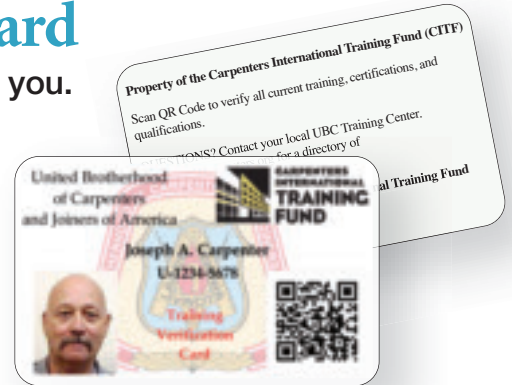 ard
you.
Property of the Carpenters International Training Fund (CITF)
Scan QR Code to verify all current training, certifications, and
qualifications.
QUESTIONS? Contact your local UBC Training Center.
for a directory of
al Training Fund
United Brotherhood
of Carpenters
and Joiners of America
CARPENTERS
INTERNATIONAL
TRAINING
FUND
Joseph A. Carpenter
U-1234-5678
Training
Verification
Card